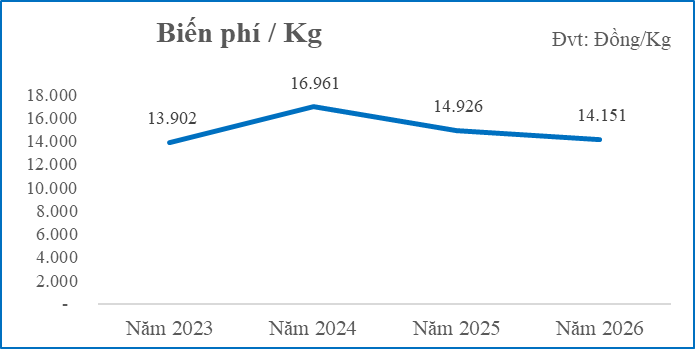 Biến phí / Kg
Đvt: Đồng/Kg
18.000
16.000
14.000
12.000
10.000
8.000
6.000
4.000
2.000
-
13.902
16.961
14.926
14.151
Năm 2023
Năm 2024
Năm 2025
Năm 2026